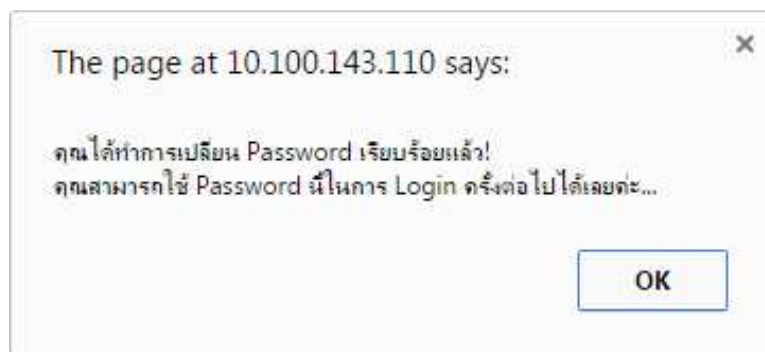 The page at 10.100.143.110 says:
×
คุณได้ทำการเปลี่ยน Password เรียบร้อยแล้ว!
คุณสามารถใช้ Password นี้ในการ Login ครั้งต่อไปได้เลยค่ะ...
OK